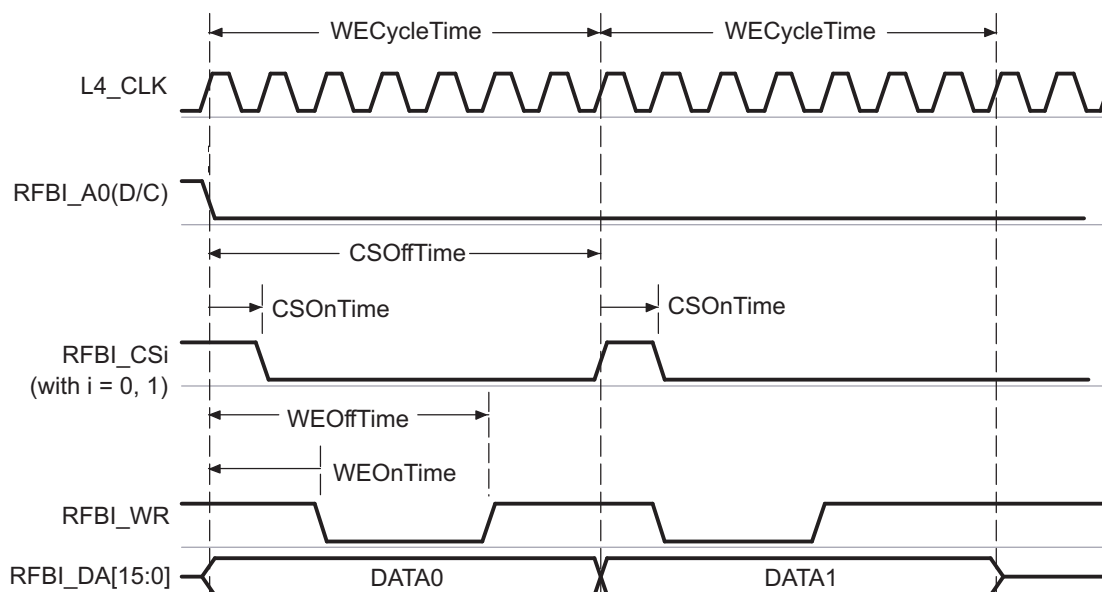 WECycleTime WECycleTime
L4_CLK
RFBI_A0(D/C)
CSOffTime
CSOnTime CSOnTime
RFBI_CSi
(with i = 0, 1)
WEOffTime
WEOnTime
RFBI_WR
RFBI_DA[15:0] DATA0 DATA1